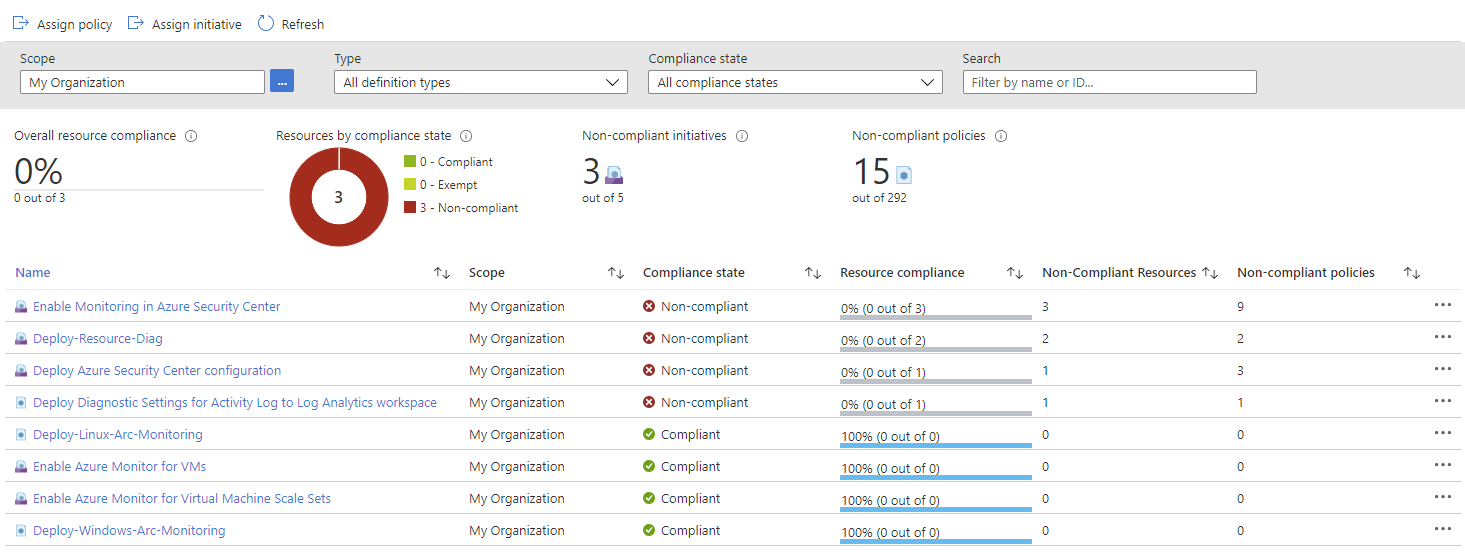 Assign policy Assign initiative Refresh
Scope Type Compliance state Search
My Organization ... All definition types All compliance states Filter by name or ID...
Overall resource compliance Resources by compliance state Non-compliant initiatives Non-compliant policies
0% 3 15
0 out of 3 out of 5 out of 292
3
0 - Compliant
0 - Exempt
3 - Non-compliant
Name Scope Compliance state Resource compliance Non-Compliant Resources Non-compliant policies
Enable Monitoring in Azure Security Center My Organization Non-compliant 0% (0 out of 3) 3 9
Deploy-Resource-Diag My Organization Non-compliant 0% (0 out of 2) 2 2
Deploy Azure Security Center configuration My Organization Non-compliant 0% (0 out of 1) 1 3
Deploy Diagnostic Settings for Activity Log to Log Analytics workspace My Organization Non-compliant 0% (0 out of 1) 1 1
Deploy-Linux-Arc-Monitoring My Organization Compliant 100% (0 out of 0) 0 0
Enable Azure Monitor for VMs My Organization Compliant 100% (0 out of 0) 0 0
Enable Azure Monitor for Virtual Machine Scale Sets My Organization Compliant 100% (0 out of 0) 0 0
Deploy-Windows-Arc-Monitoring My Organization Compliant 100% (0 out of 0) 0 0